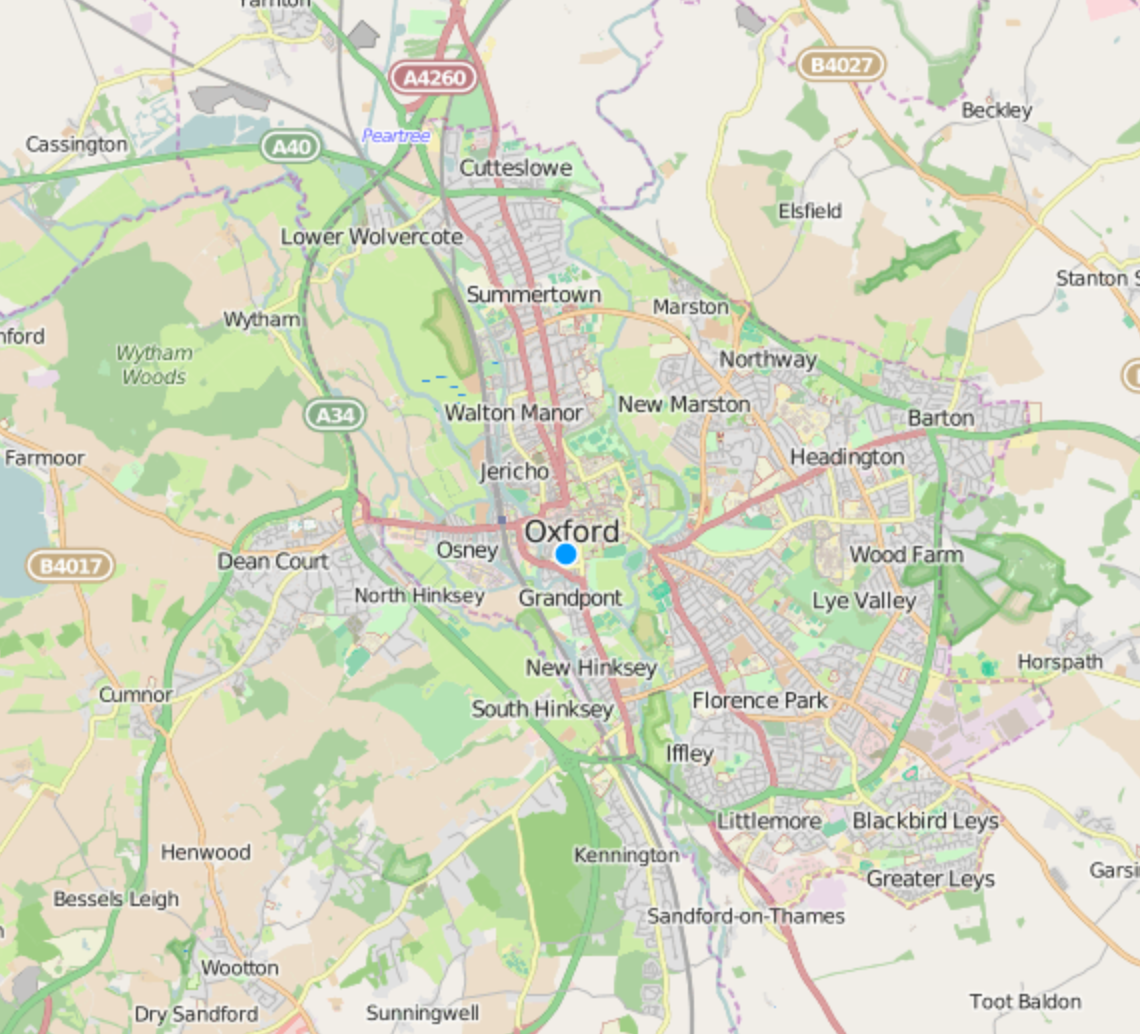 Yarnton
A4260
B4027
Beckley
Peartree
Cassington
A40
Cutteslowe
Elsfield
Lower Wolvercote
Stanton S
Summertown
Marston
Wytham
nford
Wytham
Woods
Northway
New Marston
Walton Manor
A34
Barton
Farmoor
Headington
Jericho
Oxford
Osney
Wood Farm
Dean Court
B4017
North Hinksey
Grandpont
Lye Valley
Horspath
New Hinksey
Cumnor
Florence Park
South Hinksey
Iffley
Littlemore
Blackbird Leys
Henwood
Kennington
Garsi
Greater Leys
Bessels Leigh
Sandford-on-Thames
Wootton
Toot Baldon
Dry Sandford
Sunningwell